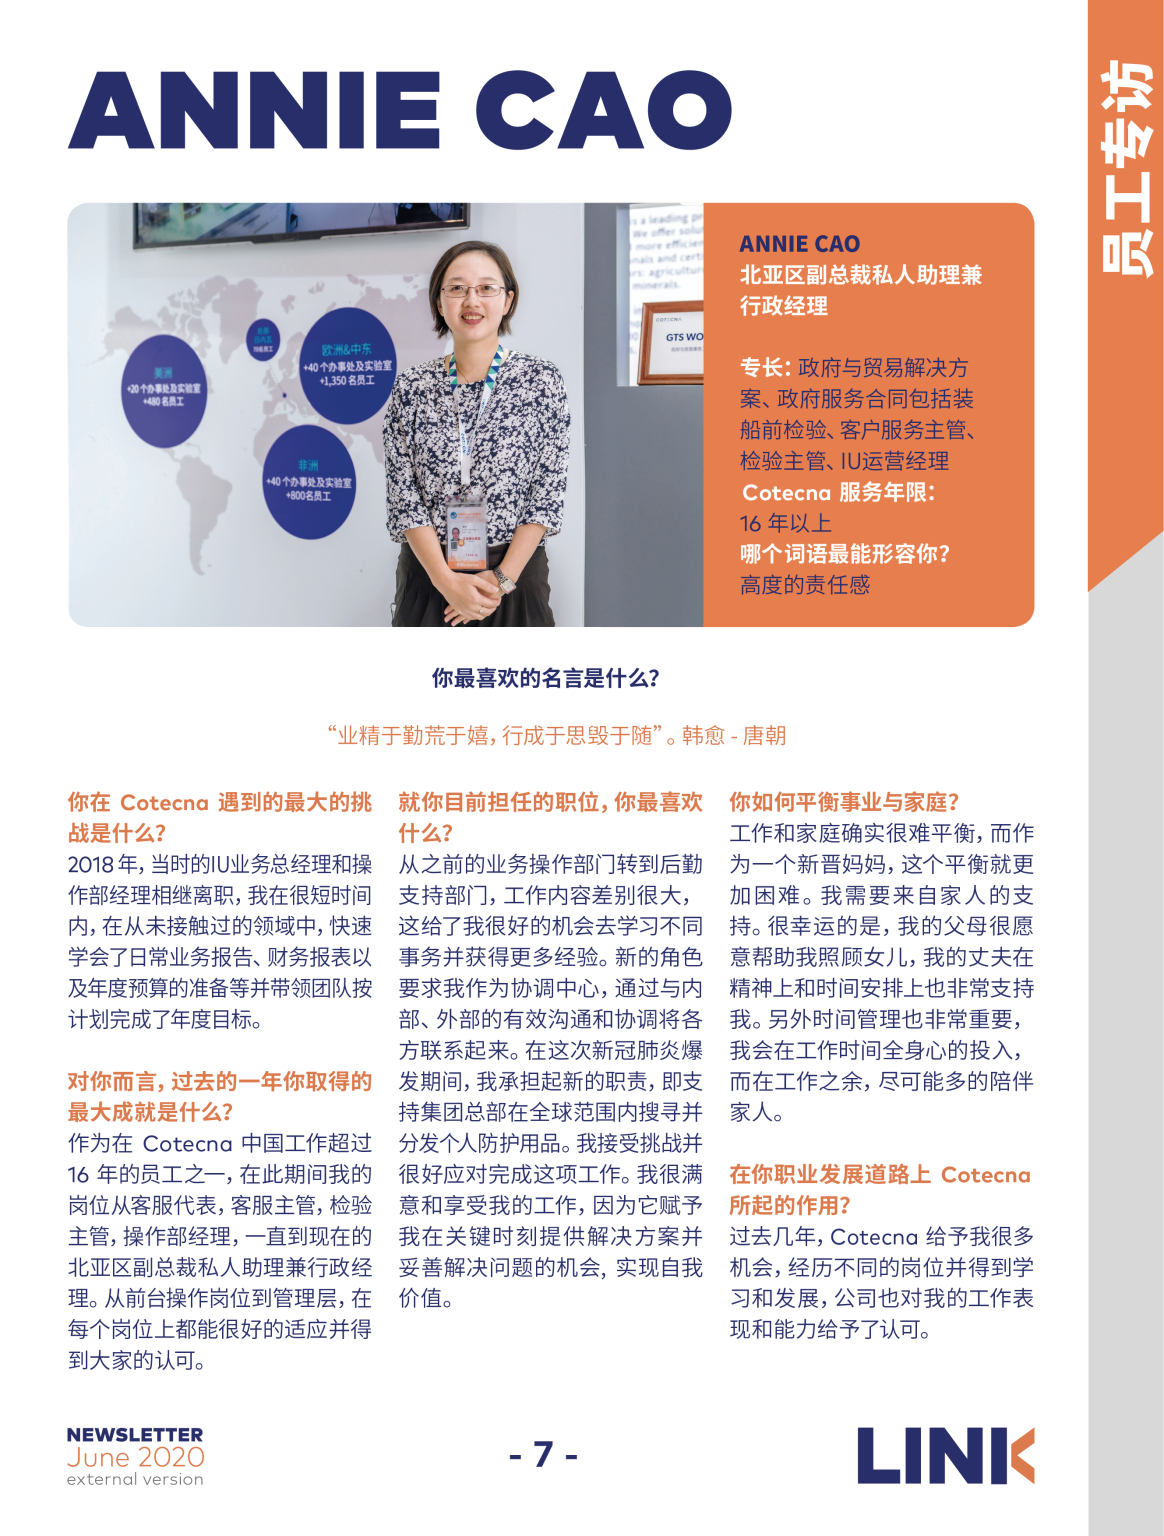 ANNIE CAO
员工专访
s a leading pr
We offer solu
more efficien
nals and certi
rs: agricultur
minerals.
GTS WO
美洲
+20个办事处及实验室
+480名员工
欧洲&中东
+40个办事处及实验室
+1,350名员工
非洲
+40个办事处及实验室
+800名员工
ANNIE CAO
北亚区副总裁私人助理兼
行政经理
专长：政府与贸易解决方
案、政府服务合同包括装
船前检验、客户服务主管、
检验主管、IU运营经理
Cotecna 服务年限：
16 年以上
哪个词语最能形容你？
高度的责任感
你最喜欢的名言是什么？
“业精于勤荒于嬉，行成于思毁于随”。韩愈 - 唐朝
你在 Cotecna 遇到的最大的挑
战是什么？
2018 年，当时的IU业务总经理和操
作部经理相继离职，我在很短时间
内，在从未接触过的领域中，快速
学会了日常业务报告、财务报表以
及年度预算的准备等并带领团队按
计划完成了年度目标。
对你而言，过去的一年你取得的
最大成就是什么？
作为在 Cotecna 中国工作超过
16 年的员工之一，在此期间我的
岗位从客服代表，客服主管，检验
主管，操作部经理，一直到现在的
北亚区副总裁私人助理兼行政经
理。从前台操作岗位到管理层，在
每个岗位上都能很好的适应并得
到大家的认可。
就你目前担任的职位，你最喜欢
什么？
从之前的业务操作部门转到后勤
支持部门，工作内容差别很大，
这给了我很好的机会去学习不同
事务并获得更多经验。新的角色
要求我作为协调中心，通过与内
部、外部的有效沟通和协调将各
方联系起来。在这次新冠肺炎爆
发期间，我承担起新的职责，即支
持集团总部在全球范围内搜寻并
分发个人防护用品。我接受挑战并
很好应对完成这项工作。我很满
意和享受我的工作，因为它赋予
我在关键时刻提供解决方案并
妥善解决问题的机会, 实现自我
价值。
你如何平衡事业与家庭？
工作和家庭确实很难平衡，而作
为一个新晋妈妈，这个平衡就更
加困难。我需要来自家人的支
持。很幸运的是，我的父母很愿
意帮助我照顾女儿，我的丈夫在
精神上和时间安排上也非常支持
我。另外时间管理也非常重要，
我会在工作时间全身心的投入，
而在工作之余，尽可能多的陪伴
家人。
在你职业发展道路上 Cotecna
所起的作用？
过去几年，Cotecna 给予我很多
机会，经历不同的岗位并得到学
习和发展，公司也对我的工作表
现和能力给予了认可。
NEWSLETTER
June 2020
external version
- 7 -
LINK